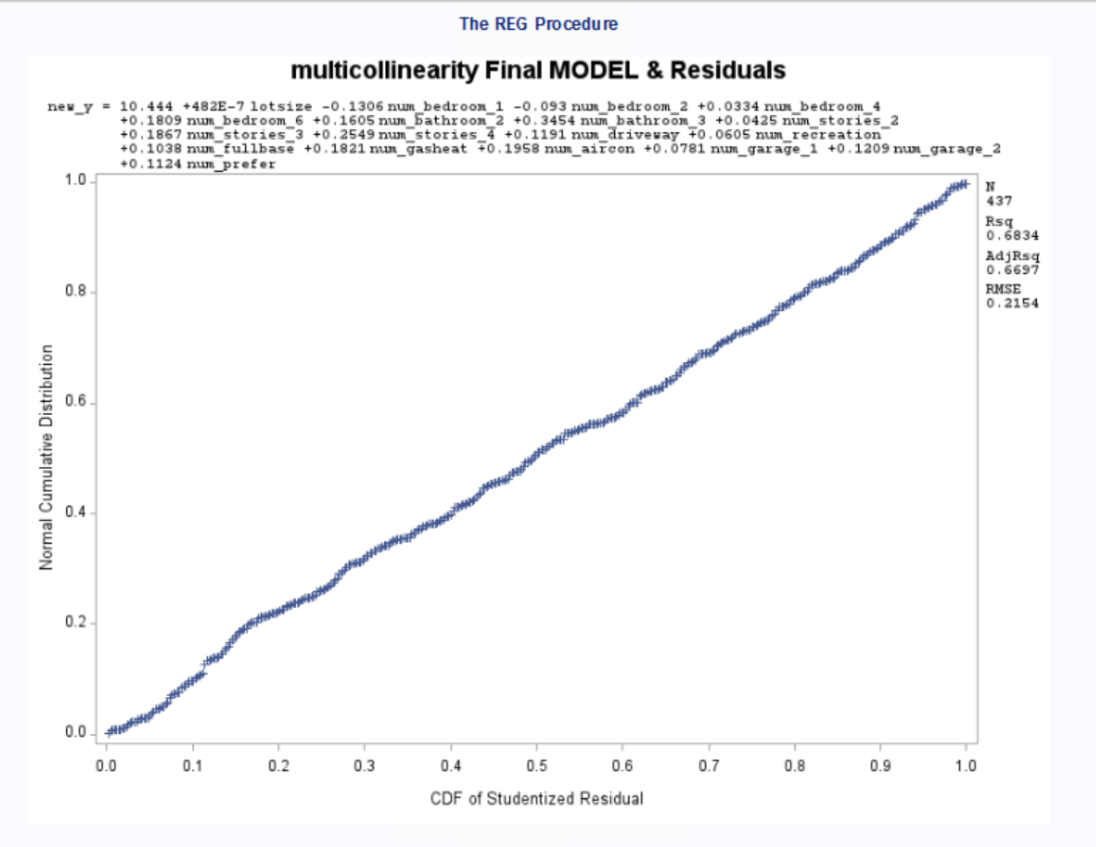 The REG Procedure
multicollinearity Final MODEL & Residuals
new_y = 10.444 +482E-7 lotsize -0.1306 num_bedroom_1 -0.093 num_bedroom_2 +0.0334 num_bedroom_4
+0.1809 num_bedroom_6 +0.1605 num_bathroom_2 +0.3454 num_bathroom_3 +0.0425 num_stories_2
+0.1867 num_stories_3 +0.2549 num_stories_4 +0.1191 num_driveway +0.0605 num_recreation
+0.1038 num_fullbase +0.1821 num_gasheat +0.1958 num_aircon +0.0781 num_garage_1 +0.1209 num_garage_2
+0.1124 num_prefer
N
437
Rsq
0.6834
AdjRsq
0.6697
RMSE
0.2154
Normal Cumulative Distribution
1.0
0.8
0.6
0.4
0.2
0.0
0.0 0.1 0.2 0.3 0.4 0.5 0.6 0.7 0.8 0.9 1.0
CDF of Studentized Residual